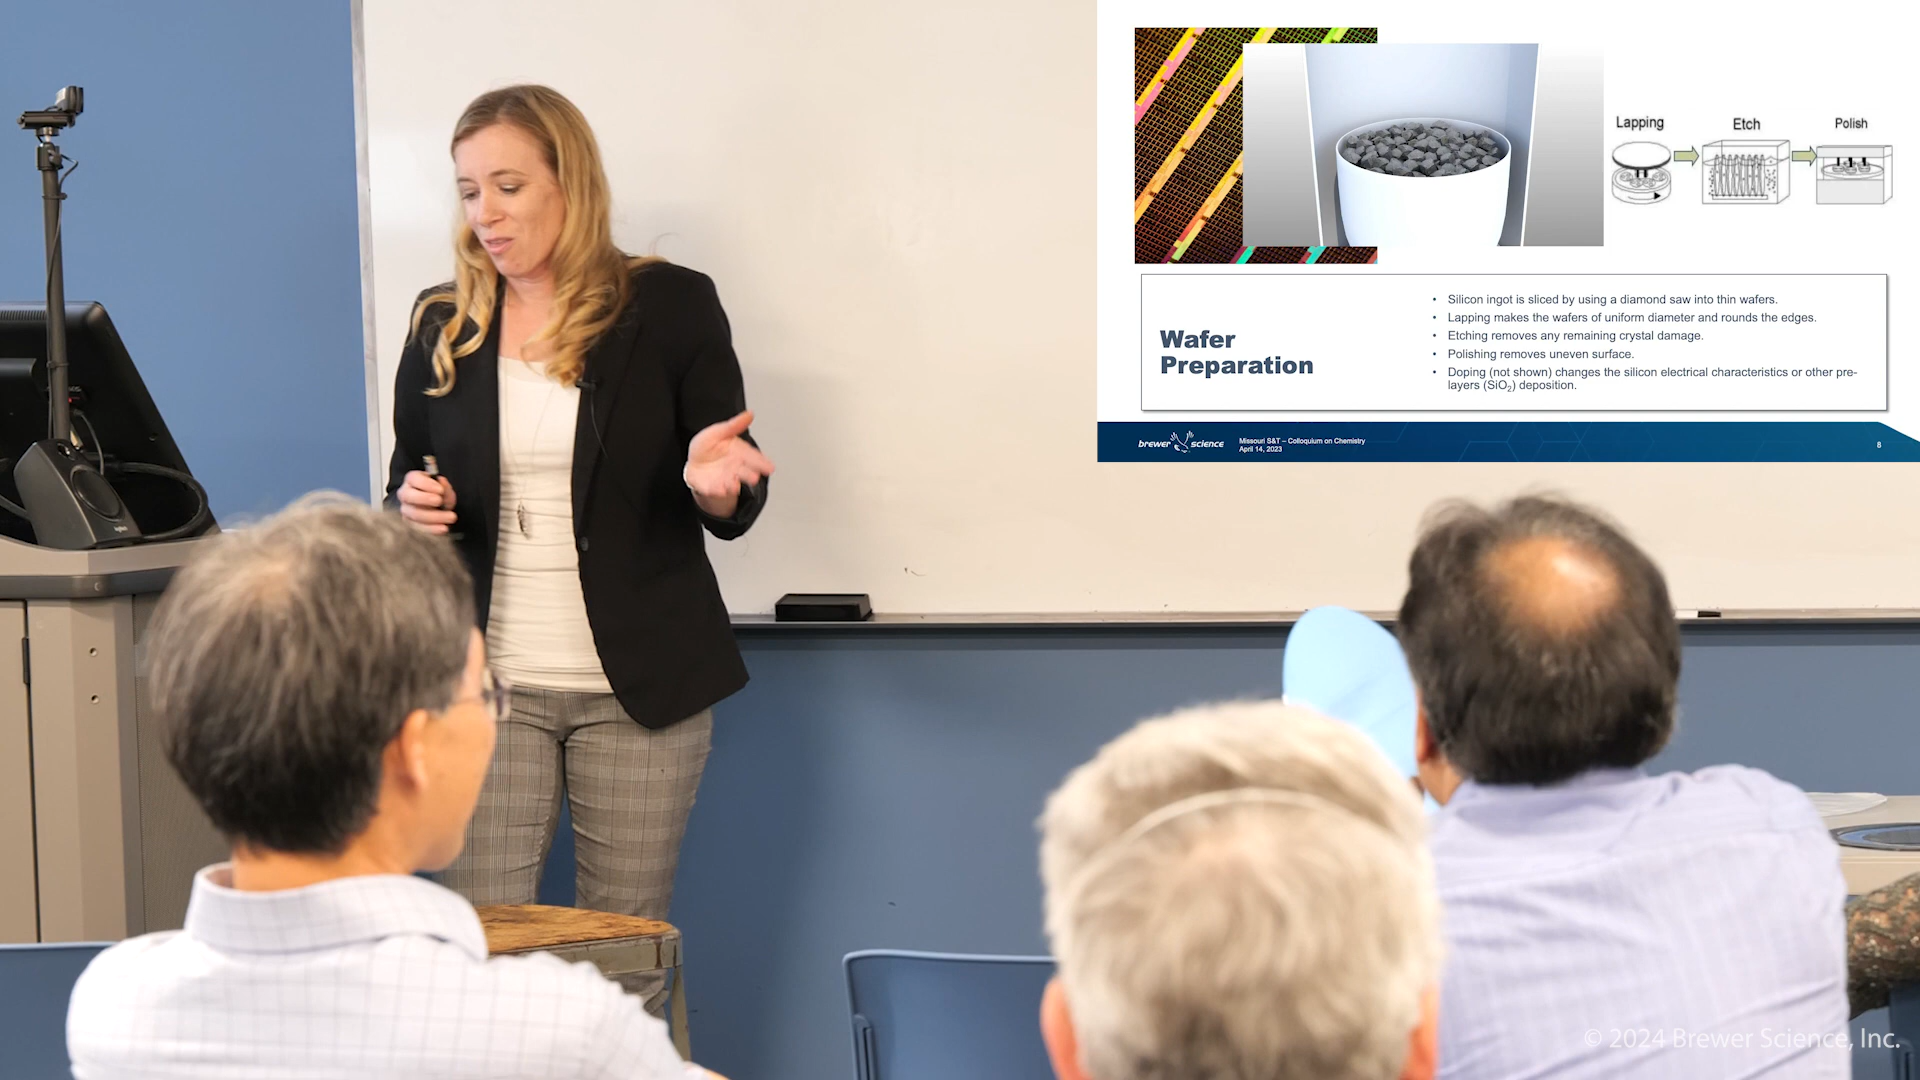 Lapping
Etch
Polish
Wafer
Preparation
• Silicon ingot is sliced by using a diamond saw into thin wafers.
• Lapping makes the wafers of uniform diameter and rounds the edges.
• Etching removes any remaining crystal damage.
• Polishing removes uneven surface.
• Doping (not shown) changes the silicon electrical characteristics or other pre-
layers (SiO₂) deposition.
brewer science
Missouri S&T – Colloquium on Chemistry
April 14, 2023
8
© 2024 Brewer Science, Inc.